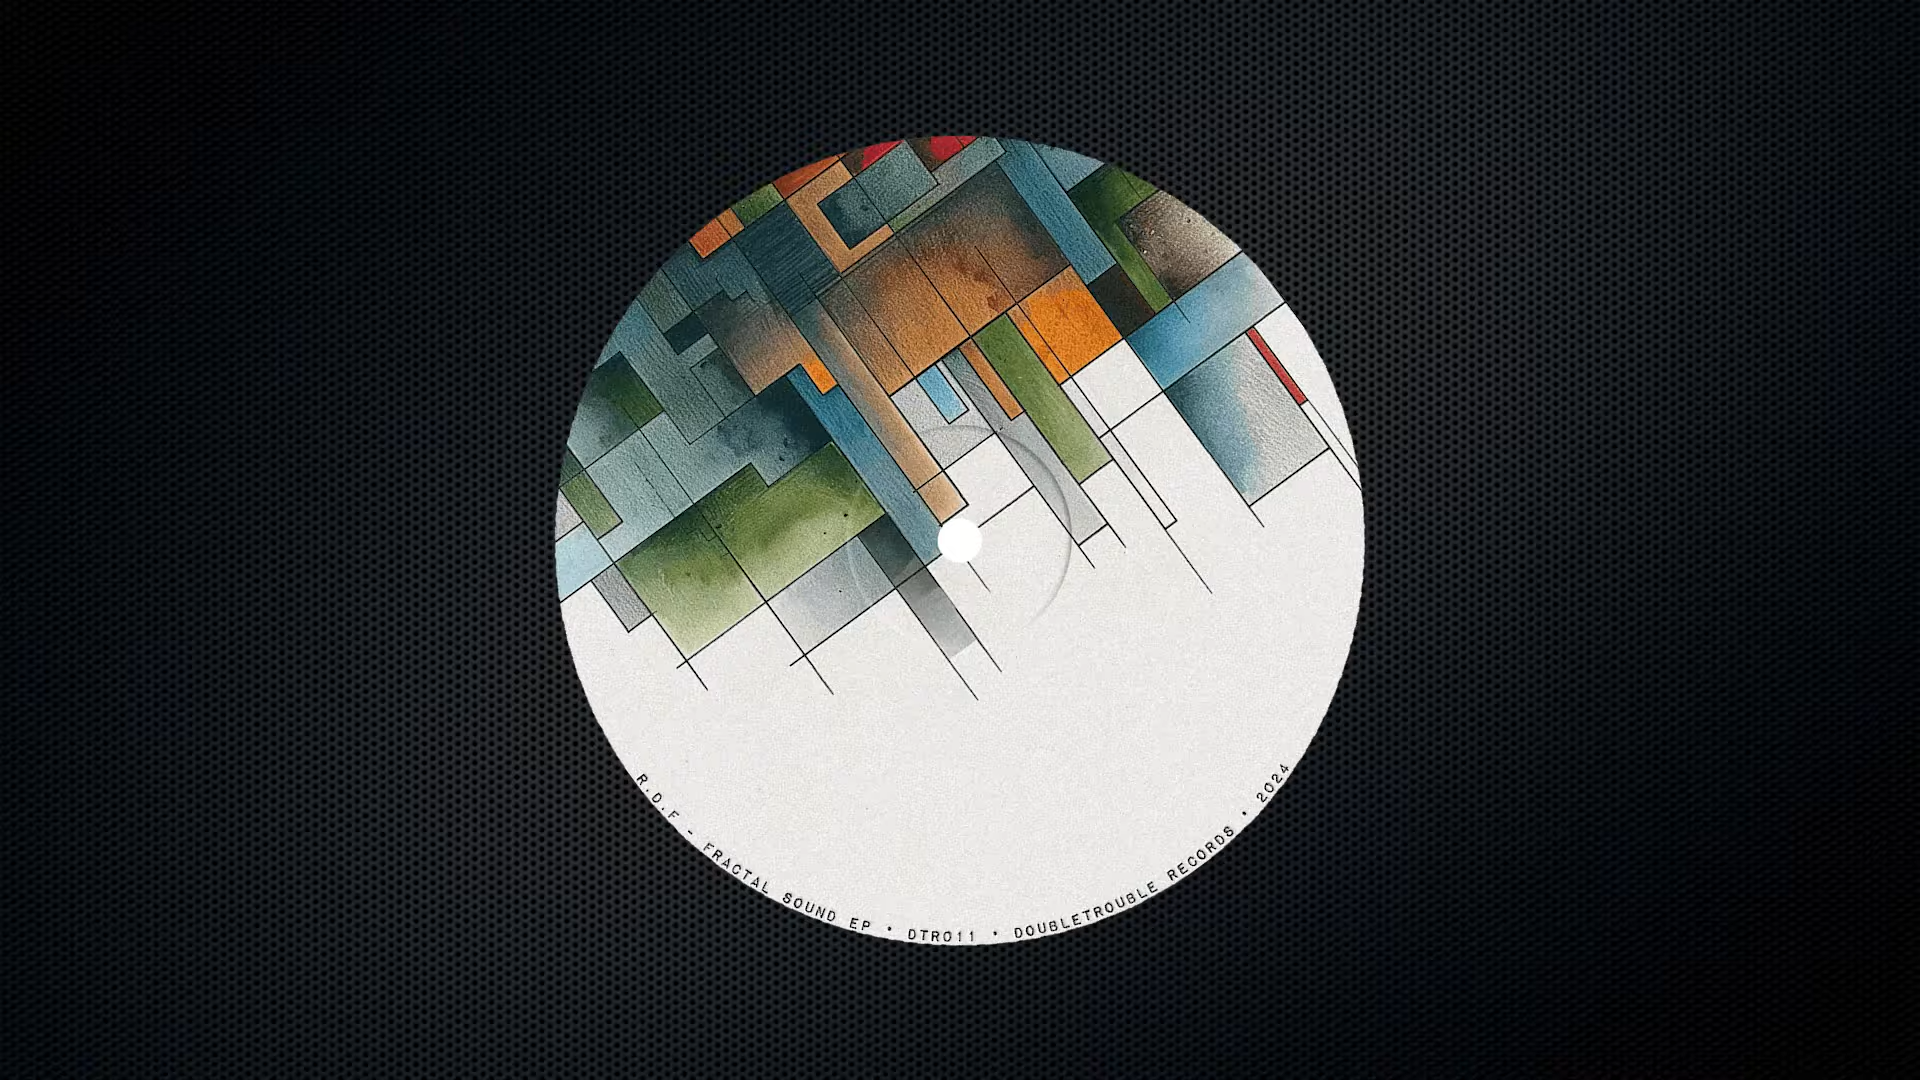 R.D.F - FRACTAL SOUND EP • DTR011 • DOUBLETROUBLE RECORDS • 2024